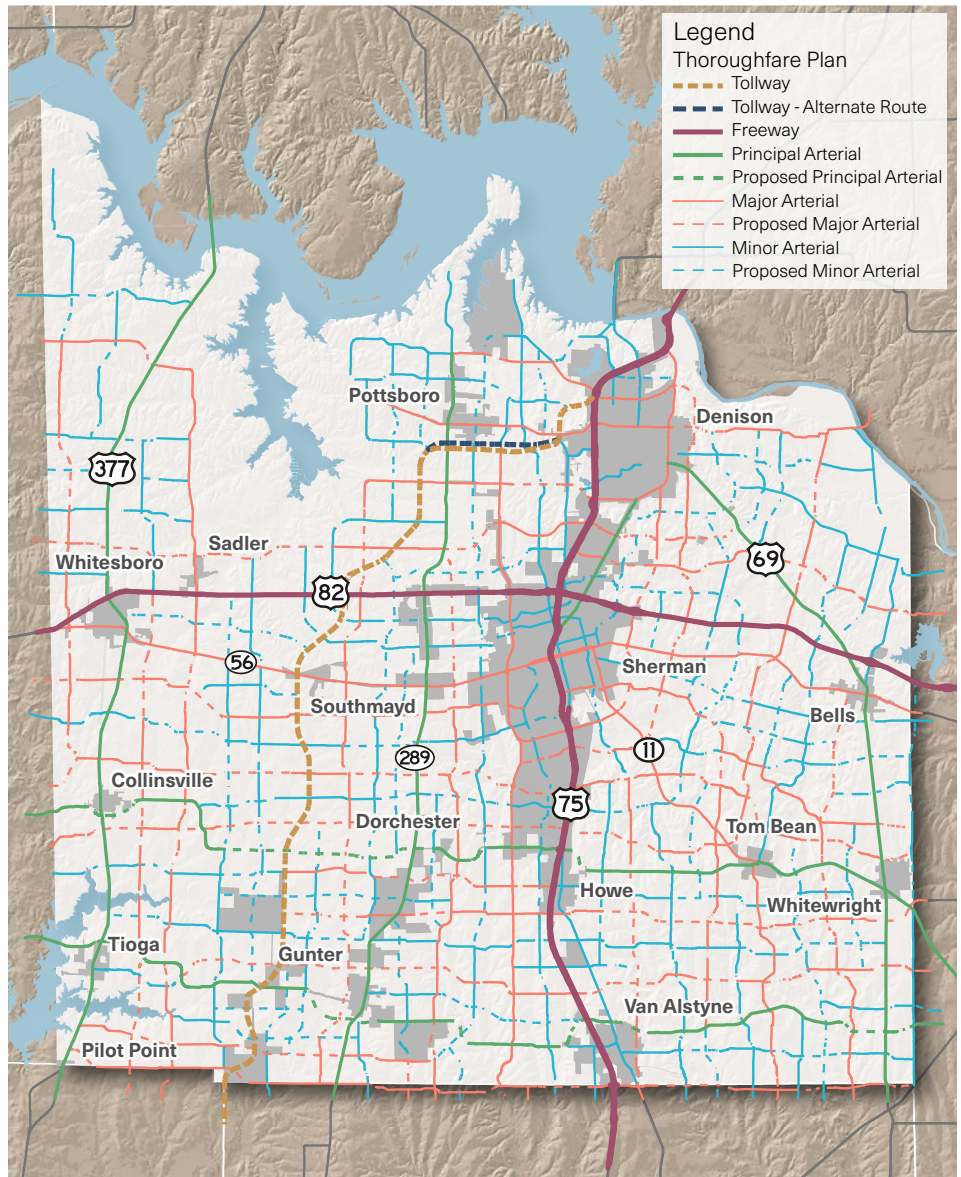 Legend
Thoroughfare Plan
Tollway
Tollway - Alternate Route
Freeway
Principal Arterial
Proposed Principal Arterial
Major Arterial
Proposed Major Arterial
Minor Arterial
Proposed Minor Arterial
Pottsboro
Denison
377
Sadler
69
Whitesboro
82
56
Sherman
Southmayd
Bells
289
11
Collinsville
75
Dorchester
Tom Bean
Howe
Whitewright
Tioga
Gunter
Van Alstyne
Pilot Point